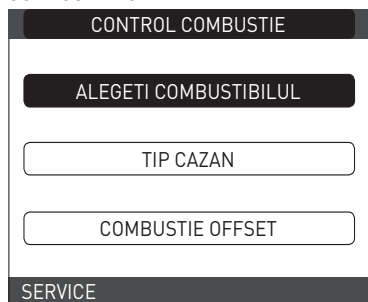 CONTROL COMBUSTIE
ALEGETI COMBUSTIBILUL
TIP CAZAN
COMBUSTIE OFFSET
SERVICE